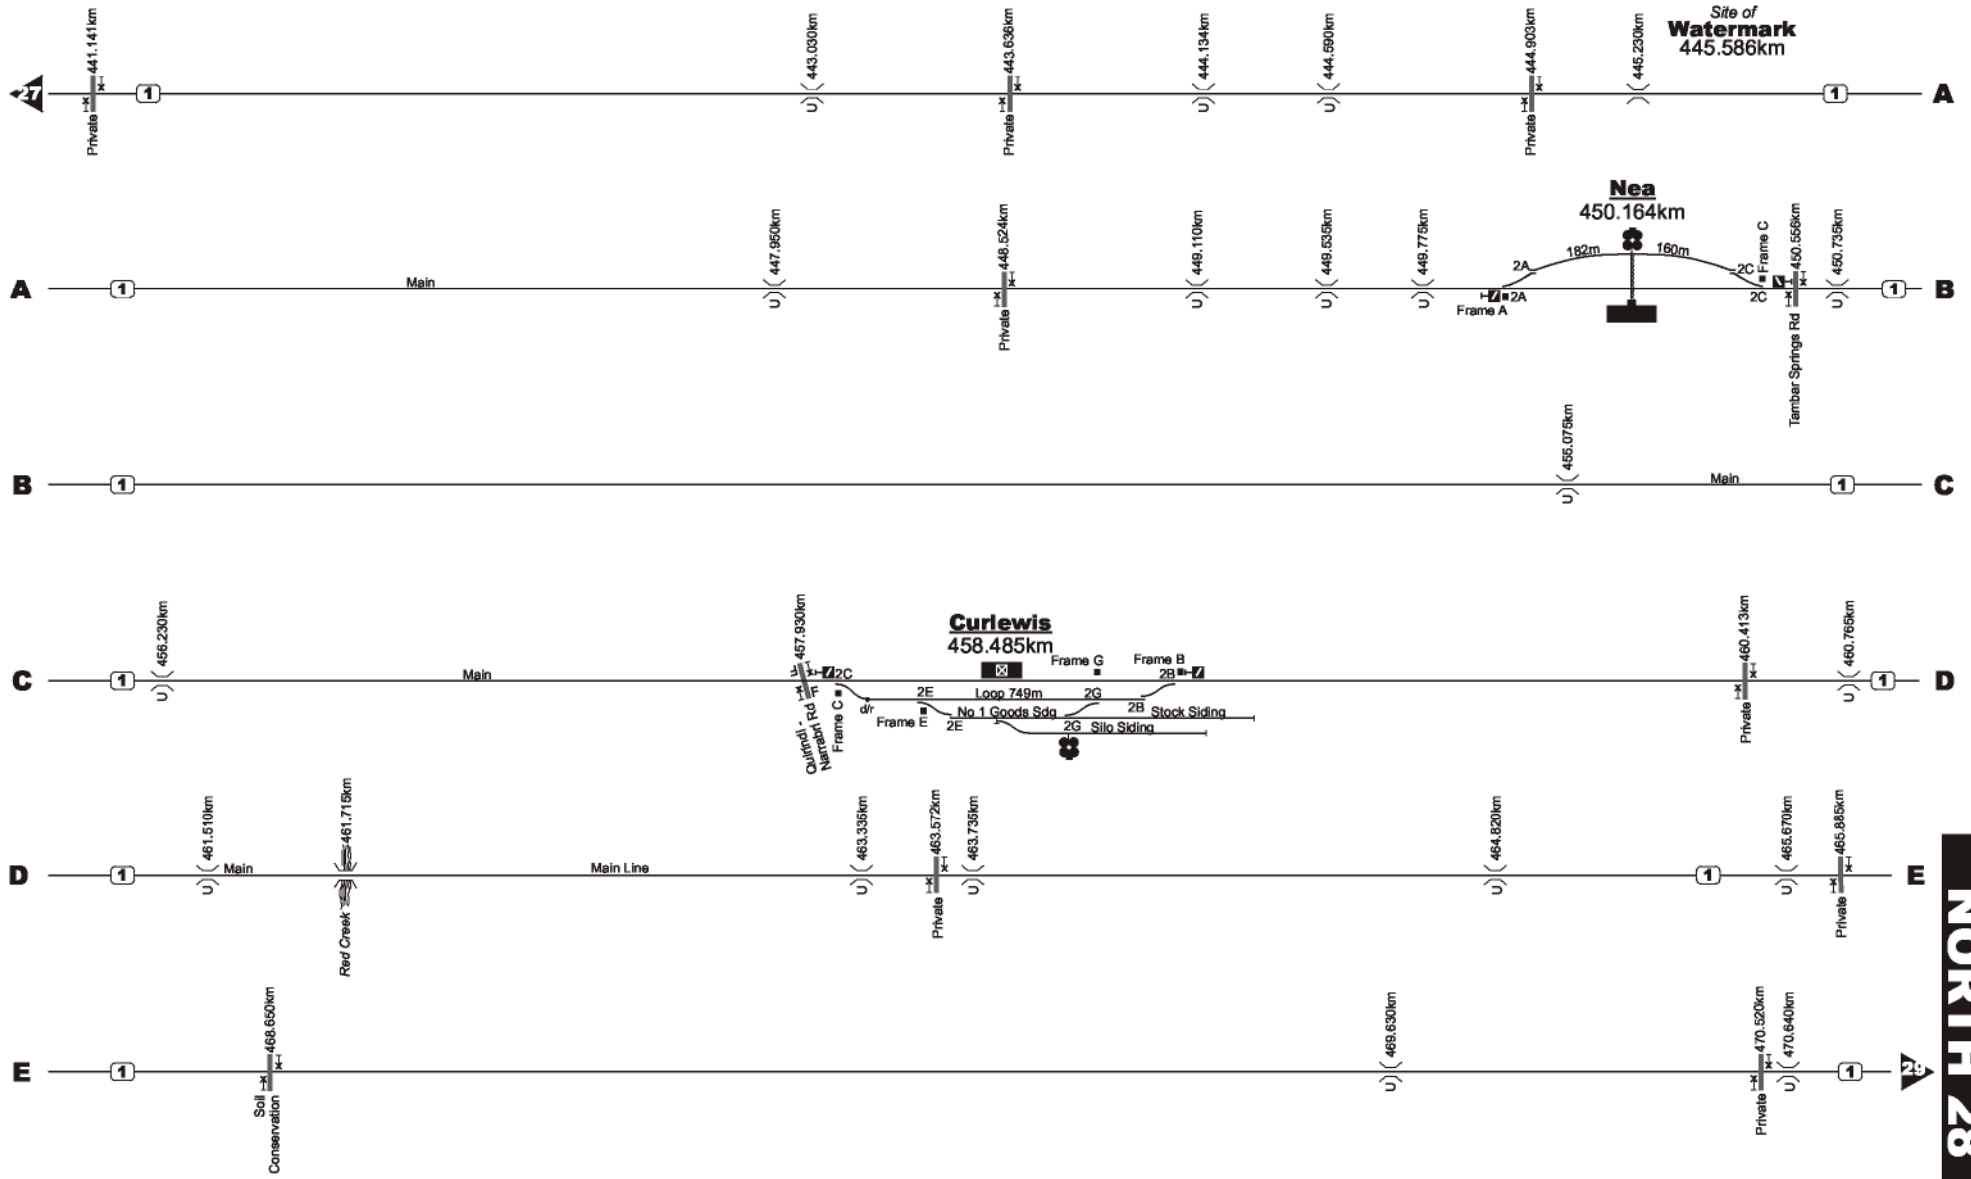 Site of
Watermark
445.586km
441.141km
443.030km
443.636km
444.134km
444.590km
444.903km
445.230km
27
1
1
A
U
U
U
Private
Private
Private
Nea
450.164km
447.950km
448.524km
449.110km
449.535km
449.775km
182m
160m
Frame C
450.556km
450.735km
A
1
Main
2A
2A
2C
2C
1
B
U
U
U
U
U
Frame A
Private
Tambar Springs Rd
455.075km
B
1
Main
1
C
U
456.230km
457.930km
Curlewis
458.485km
460.413km
460.765km
Frame G
Frame B
C
1
Main
2C
2B
1
D
U
U
d/r
2E
Loop 749m
2G
2B
Frame C
Frame E
2E
No 1 Goods Sdg
2G
Stock Siding
Silo Siding
Quirindi -
Narrabri Rd
Private
461.510km
461.715km
463.335km
463.572km
463.735km
464.820km
465.670km
465.885km
D
1
Main
Main Line
1
E
U
U
U
U
U
Red Creek
Private
Private
468.650km
469.630km
470.520km
470.640km
E
1
1
29
U
U
Soil
Conservation
Private
NORTH 28